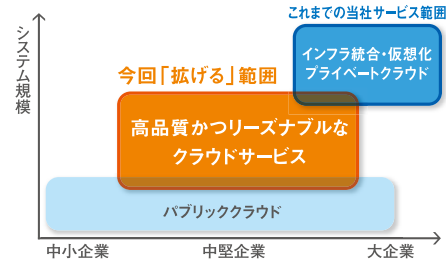 これまでの当社サービス範囲
インフラ統合・仮想化
プライベートクラウド
システム規模
今回「拡げる」範囲
高品質かつリーズナブルな
クラウドサービス
パブリッククラウド
中小企業
中堅企業
大企業